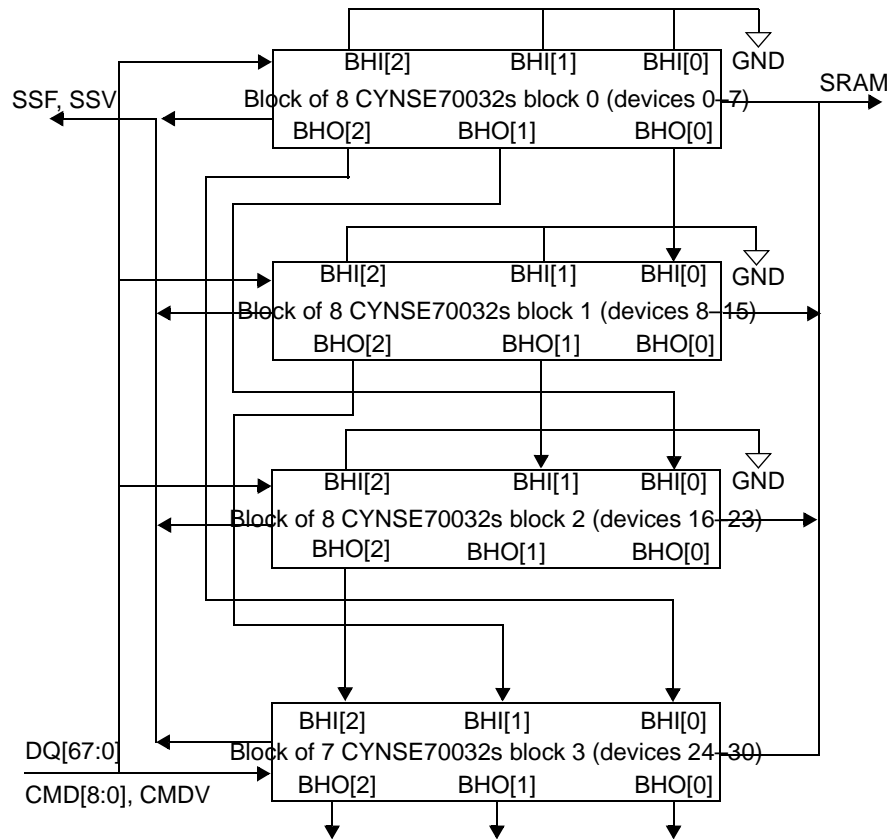 BHI[2] BHI[1] BHI[0] GND
SSF, SSV
SRAM
Block of 8 CYNSE70032s block 0 (devices 0–7)
BHO[2] BHO[1] BHO[0]
BHI[2] BHI[1] BHI[0] GND
Block of 8 CYNSE70032s block 1 (devices 8–15)
BHO[2] BHO[1] BHO[0]
BHI[2] BHI[1] BHI[0] GND
Block of 8 CYNSE70032s block 2 (devices 16–23)
BHO[2] BHO[1] BHO[0]
BHI[2] BHI[1] BHI[0]
DQ[67:0]
Block of 7 CYNSE70032s block 3 (devices 24–30)
CMD[8:0], CMDV
BHO[2] BHO[1] BHO[0]